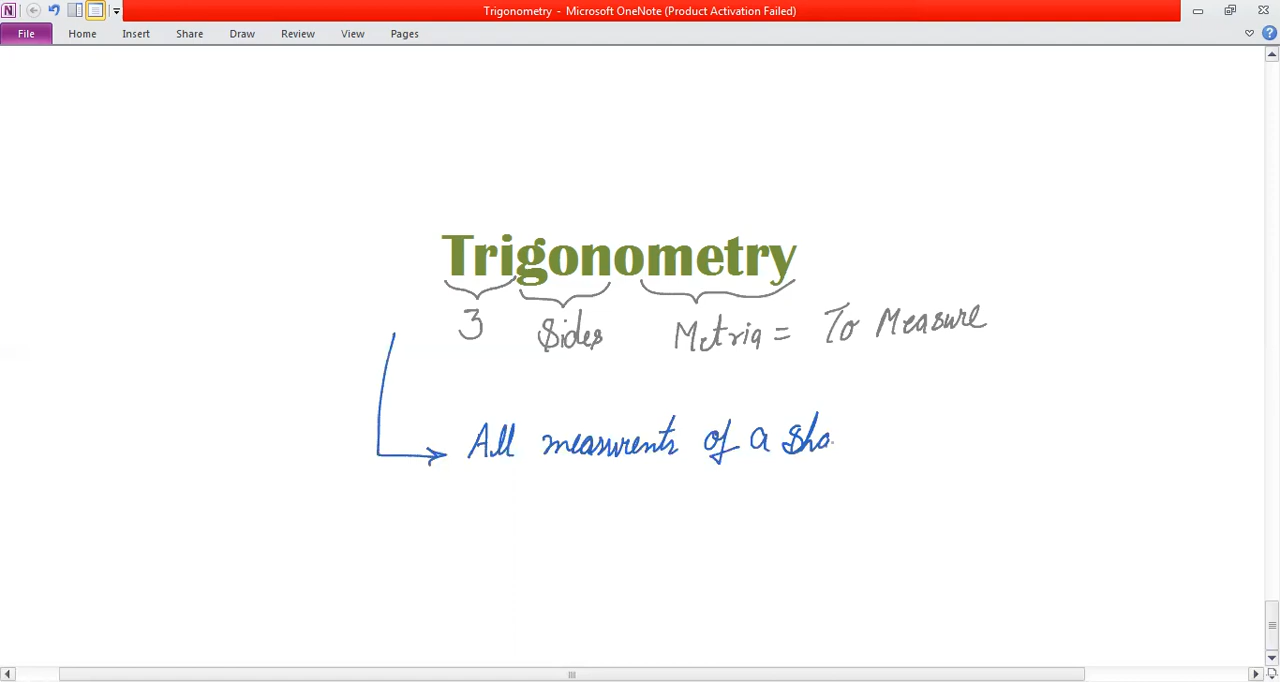 Trigonometry - Microsoft OneNote (Product Activation Failed)
File Home Insert Share Draw Review View Pages
Trigonometry
3 Sides Metria = To Measure
All measurents of a Sha